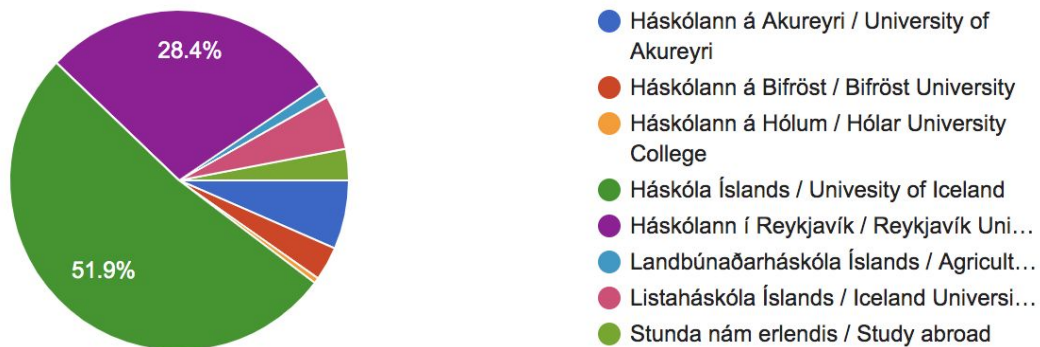 28.4%
51.9%
Háskólann á Akureyri / University of
Akureyri
Háskólann á Bifröst / Bifröst University
Háskólann á Hólum / Hólar University
College
Háskóla Íslands / Univesity of Iceland
Háskólann í Reykjavík / Reykjavík Uni…
Landbúnaðarháskóla Íslands / Agricult…
Listaháskóla Íslands / Iceland Universi…
Stunda nám erlendis / Study abroad